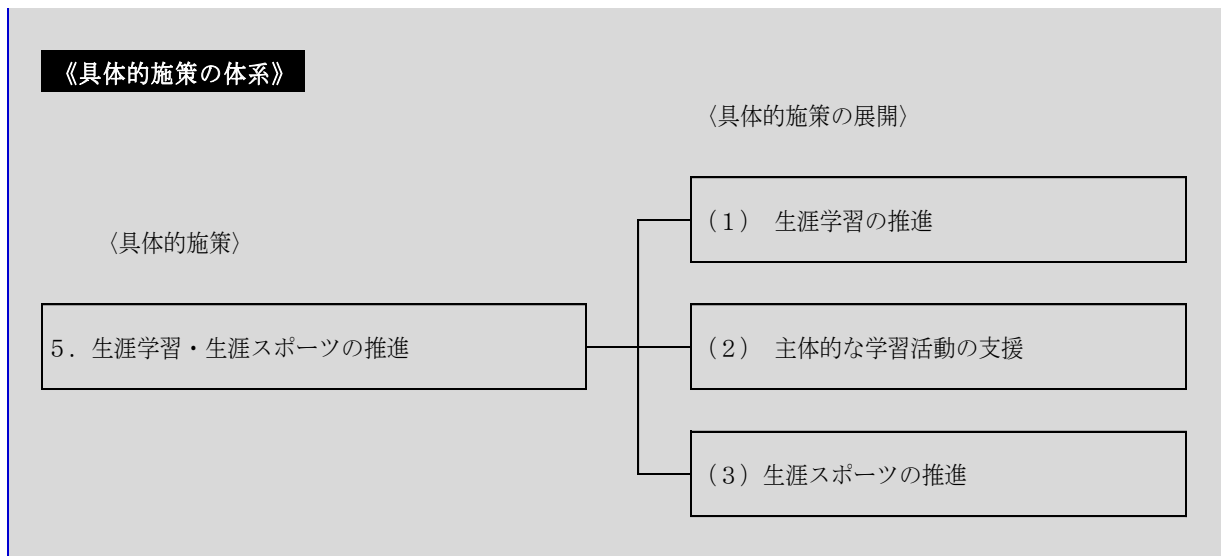 《具体的施策の体系》
〈具体的施策の展開〉
（１）　生涯学習の推進
〈具体的施策〉
５．生涯学習・生涯スポーツの推進
（２）　主体的な学習活動の支援
（３）生涯スポーツの推進